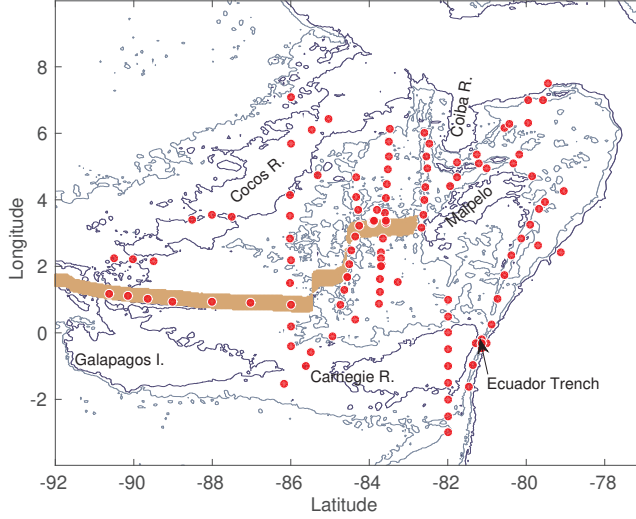 8
6
4
2
0
-2
Longitude
Coiba R.
Cocos R.
Malpelo
Galapagos I.
Carnegie R.
Ecuador Trench
-92
-90
-88
-86
-84
-82
-80
-78
Latitude